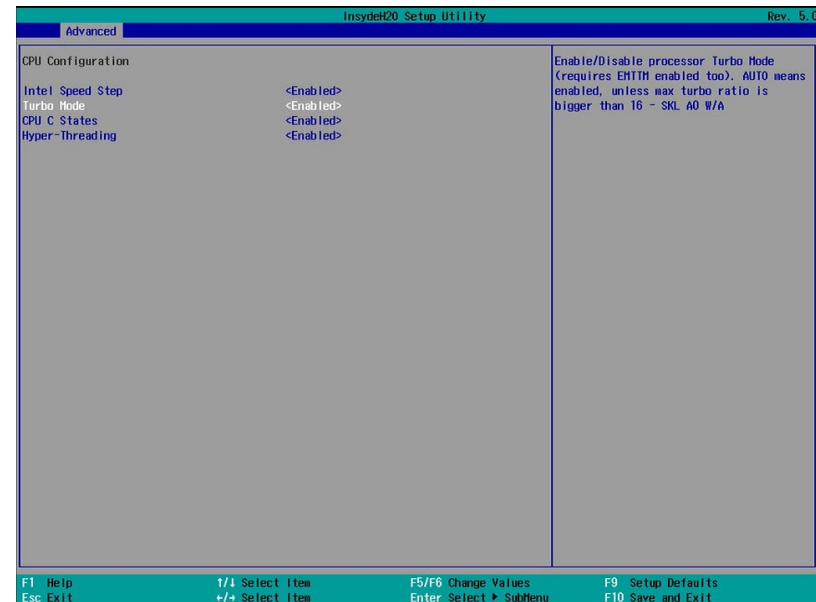 InsydeH20 Setup Utility Rev. 5.0
Advanced
CPU Configuration
Intel Speed Step <Enabled>
Turbo Mode <Enabled>
CPU C States <Enabled>
Hyper-Threading <Enabled>
Enable/Disable processor Turbo Mode
(requires EMTTM enabled too). AUTO means
enabled, unless max turbo ratio is
bigger than 16 - SKL A0 W/A
F1 Help ↑/↓ Select Item F5/F6 Change Values F9 Setup Defaults
Esc Exit ←/→ Select Item Enter Select ▶ SubMenu F10 Save and Exit